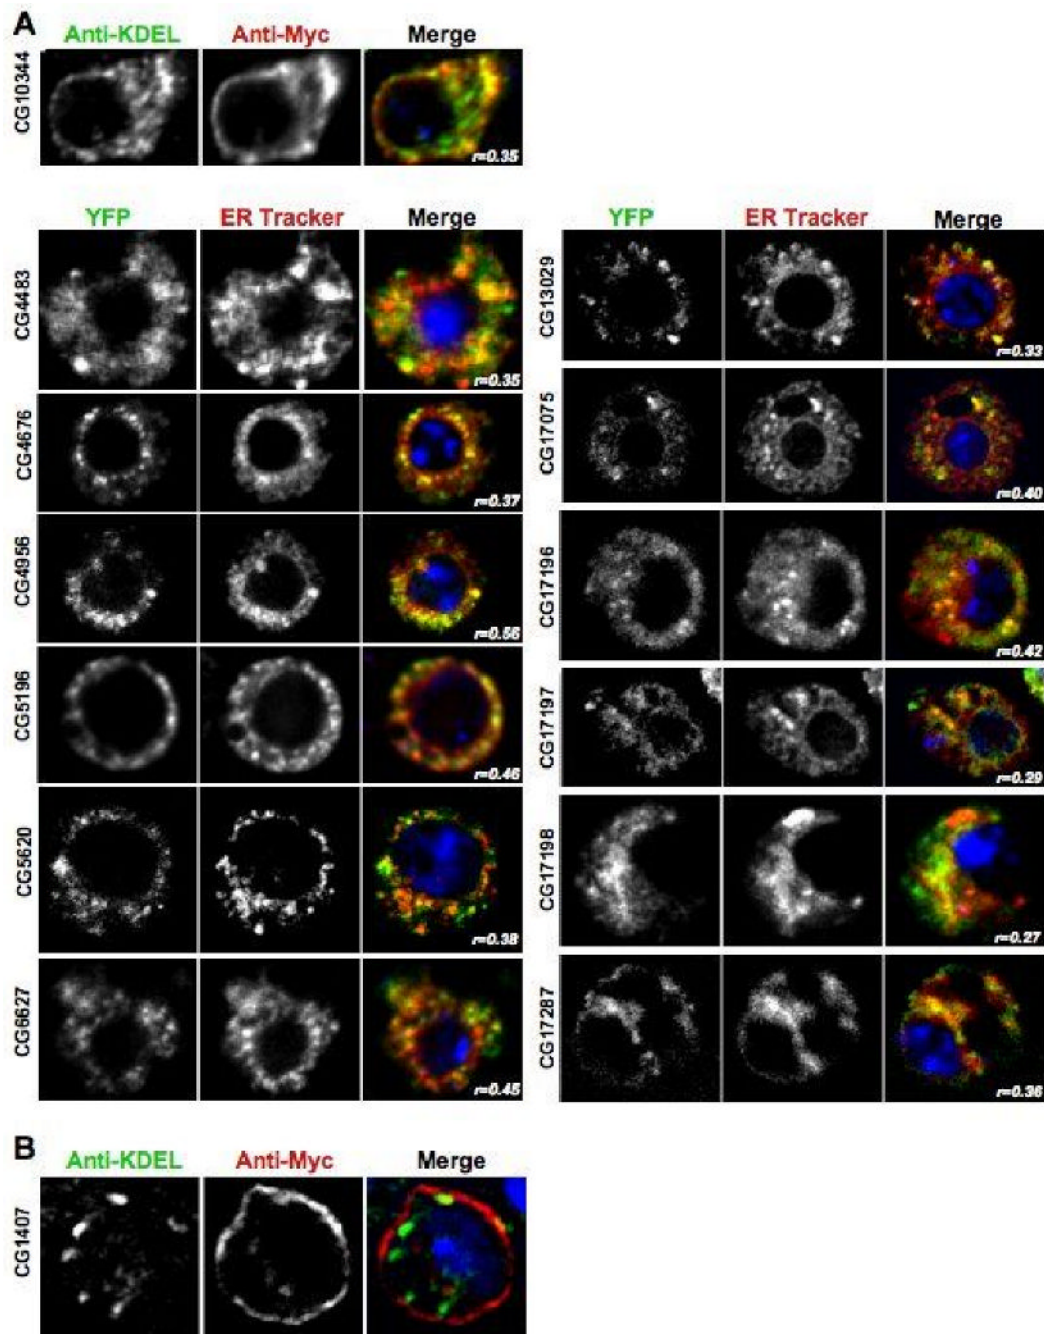 A
Anti-KDEL Anti-Myc Merge
CG10344
r=0.35
YFP ER Tracker Merge
CG4483
r=0.35
CG4676
r=0.37
CG4956
r=0.56
CG5196
r=0.46
CG5620
r=0.38
CG6627
r=0.45
YFP ER Tracker Merge
CG13029
r=0.33
CG17075
r=0.40
CG17196
r=0.42
CG17197
r=0.29
CG17198
r=0.27
CG17287
r=0.36
B
Anti-KDEL Anti-Myc Merge
CG1407